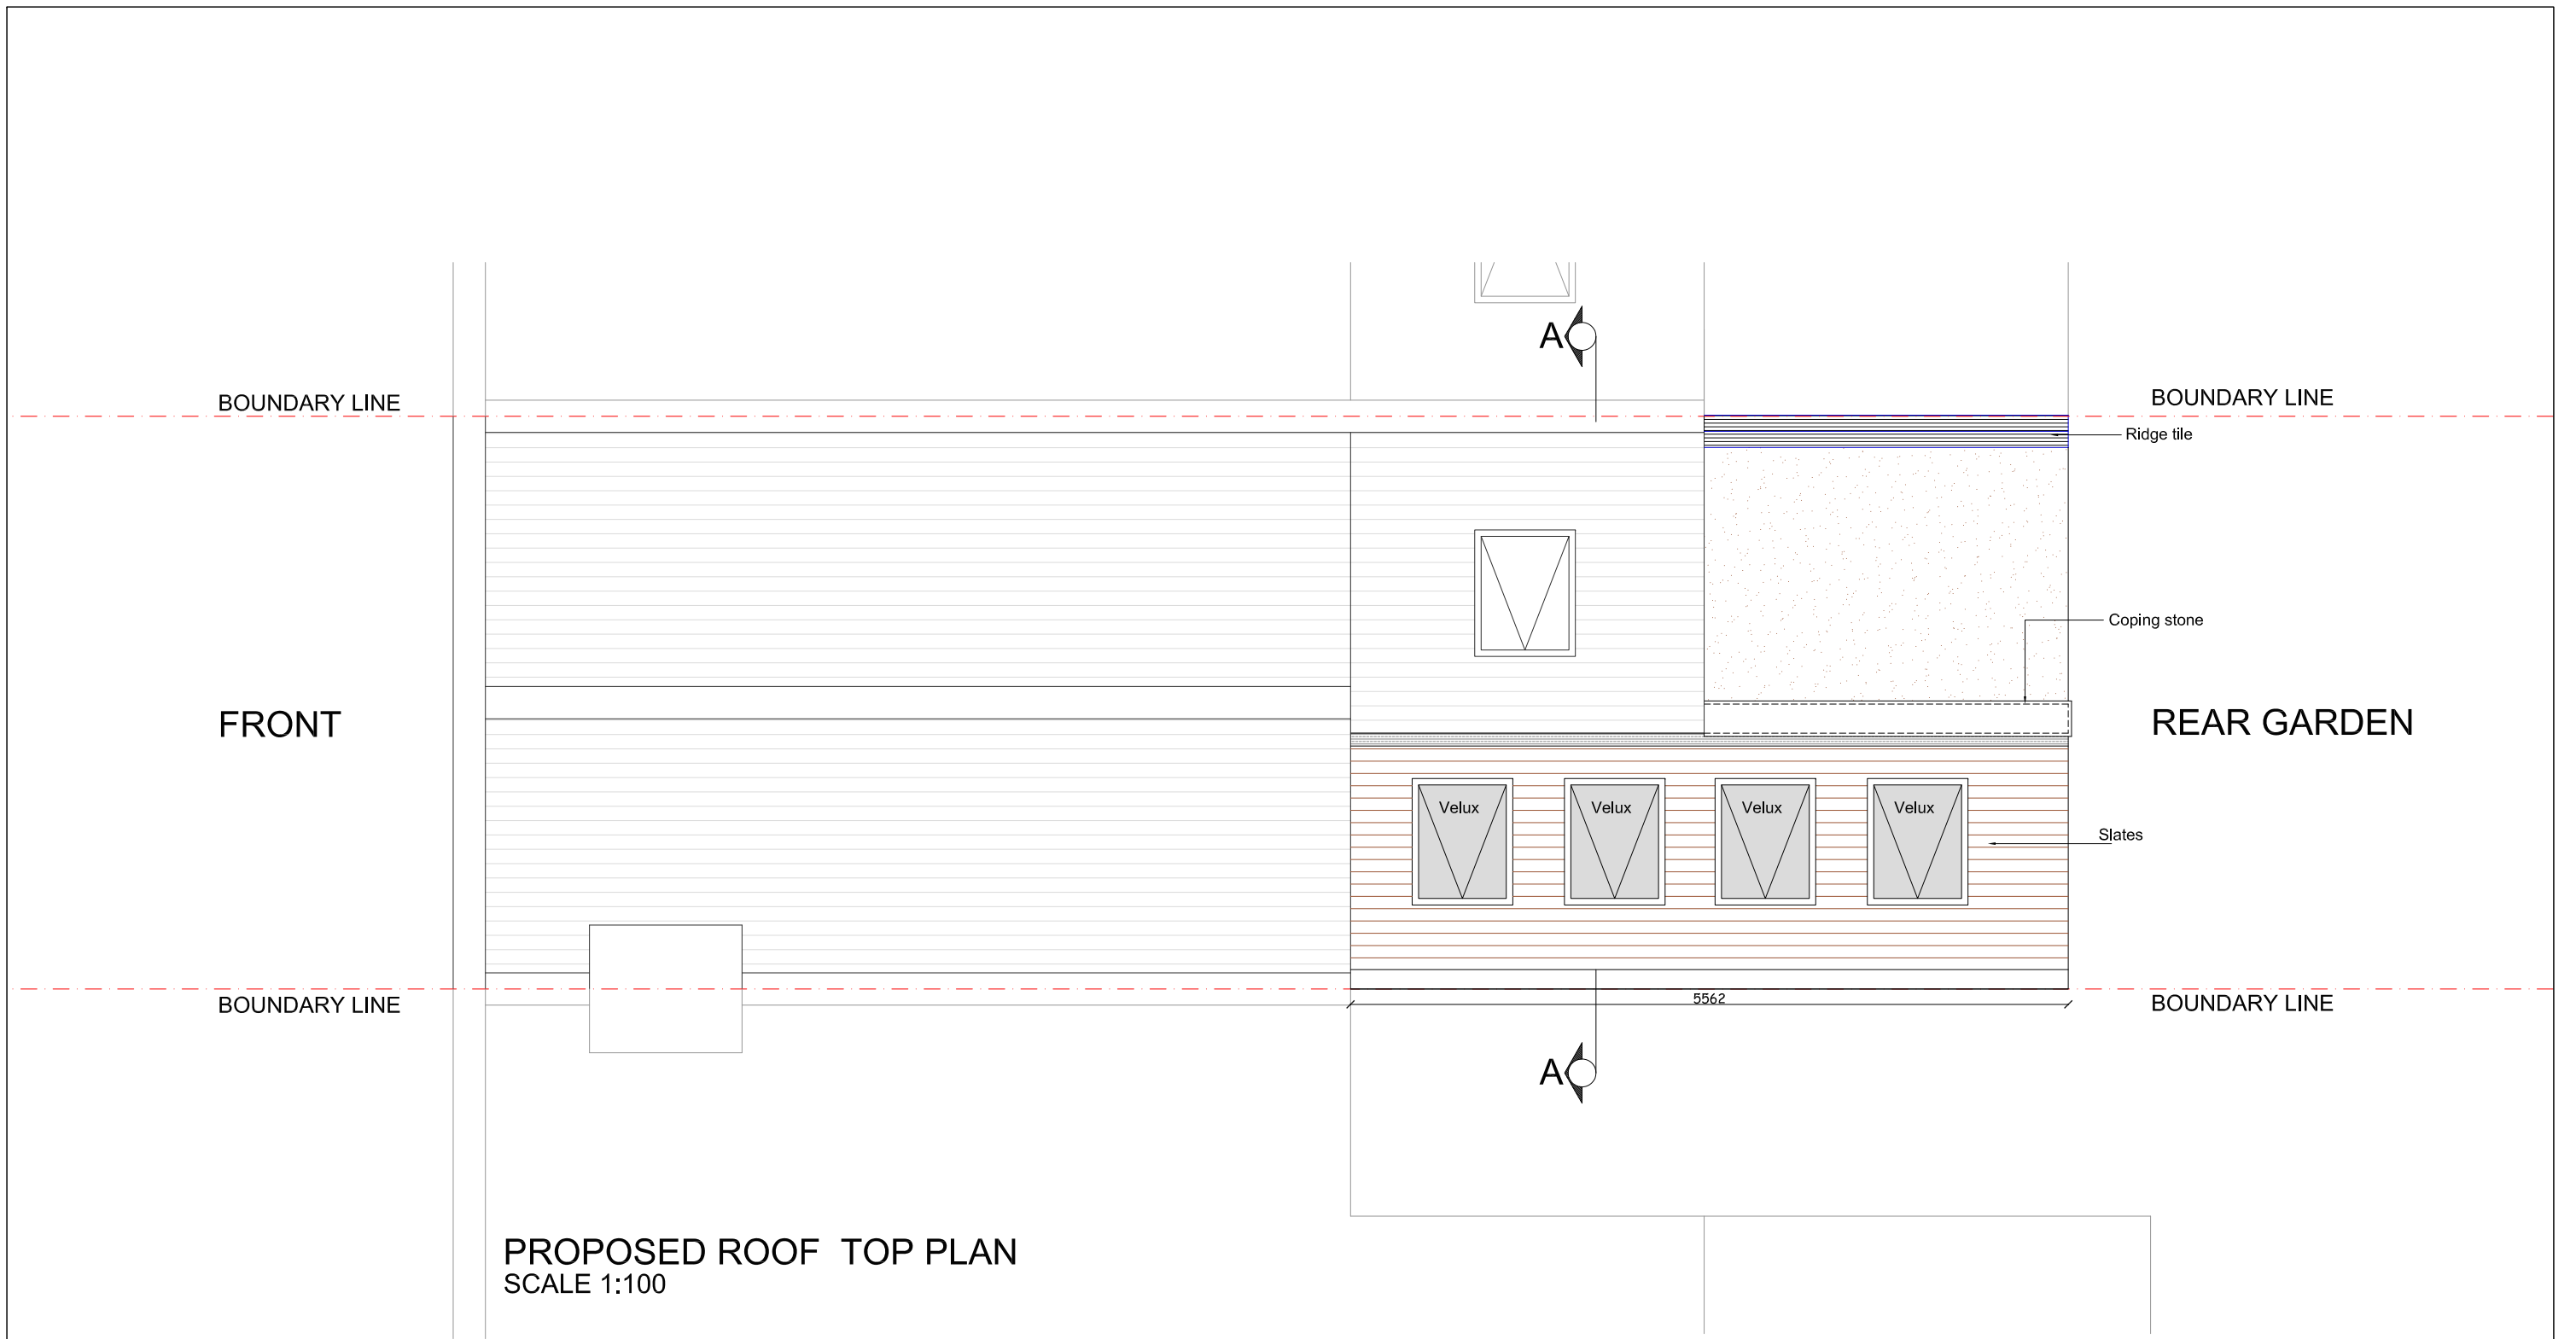 A
BOUNDARY LINE
BOUNDARY LINE
Ridge tile
Coping stone
FRONT
REAR GARDEN
Velux
Velux
Velux
Velux
Slates
5562
BOUNDARY LINE
BOUNDARY LINE
A
PROPOSED ROOF TOP PLAN
SCALE 1:100